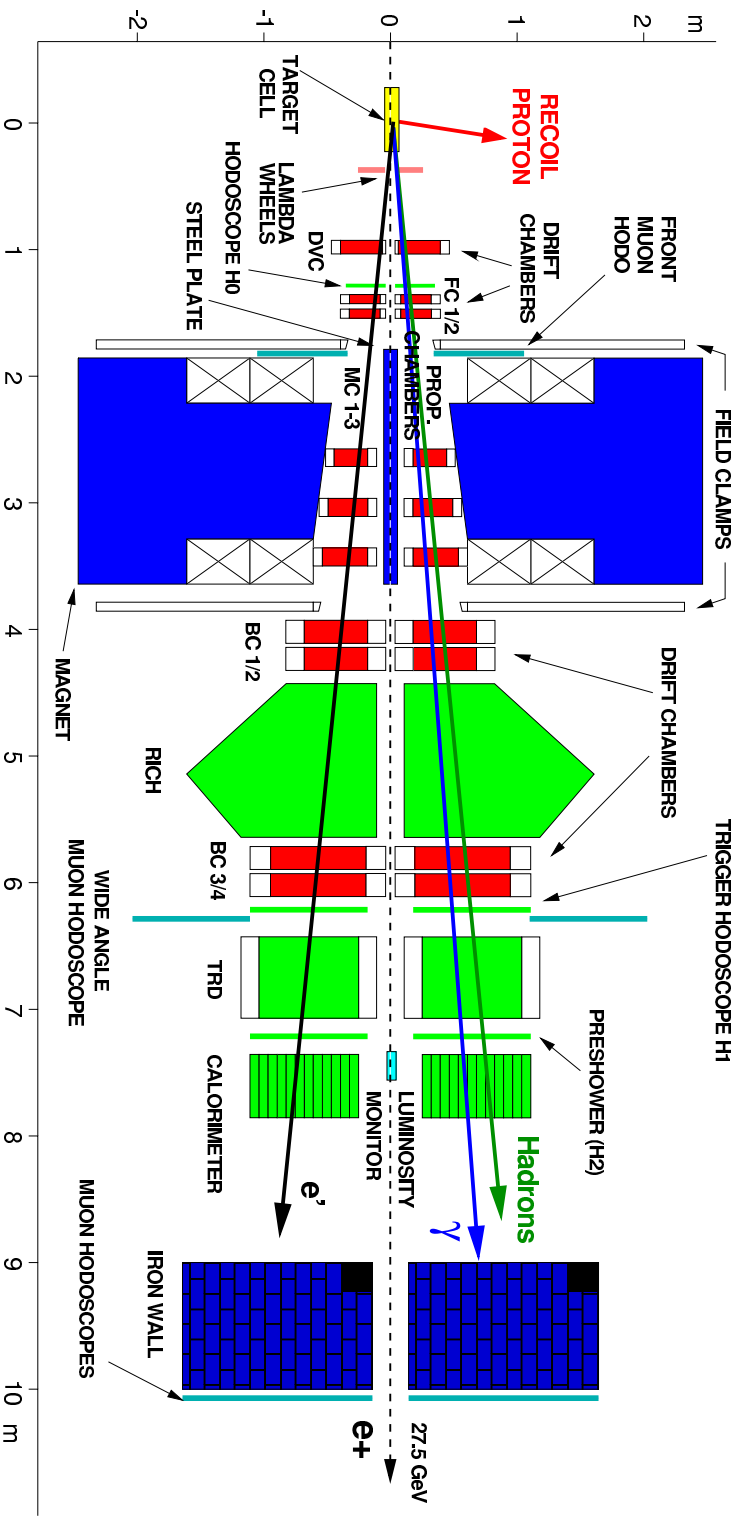 m
2
1
0
-1
-2
RECOIL
PROTON
TARGET
CELL
LAMBDA
WHEELS
HODOSCOPE H0
STEEL PLATE
DVC
DRIFT
CHAMBERS
FC 1/2
FRONT
MUON
HODO
PROP.
CHAMBERS
MC 1-3
FIELD CLAMPS
MAGNET
BC 1/2
DRIFT CHAMBERS
RICH
BC 3/4
TRIGGER HODOSCOPE H1
WIDE ANGLE
MUON HODOSCOPE
TRD
PRESHOWER (H2)
CALORIMETER
LUMINOSITY
MONITOR
Hadrons
γ
e’
IRON WALL
MUON HODOSCOPES
27.5 GeV
e+
0
1
2
3
4
5
6
7
8
9
10
m